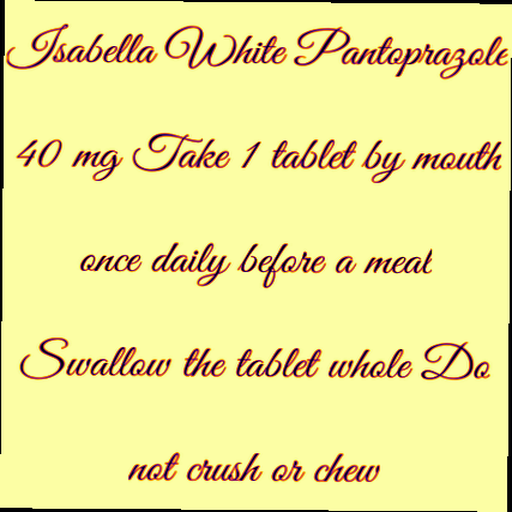 Isabella White Pantoprazole
40 mg Take 1 tablet by mouth
once daily before a meal
Swallow the tablet whole Do
not crush or chew